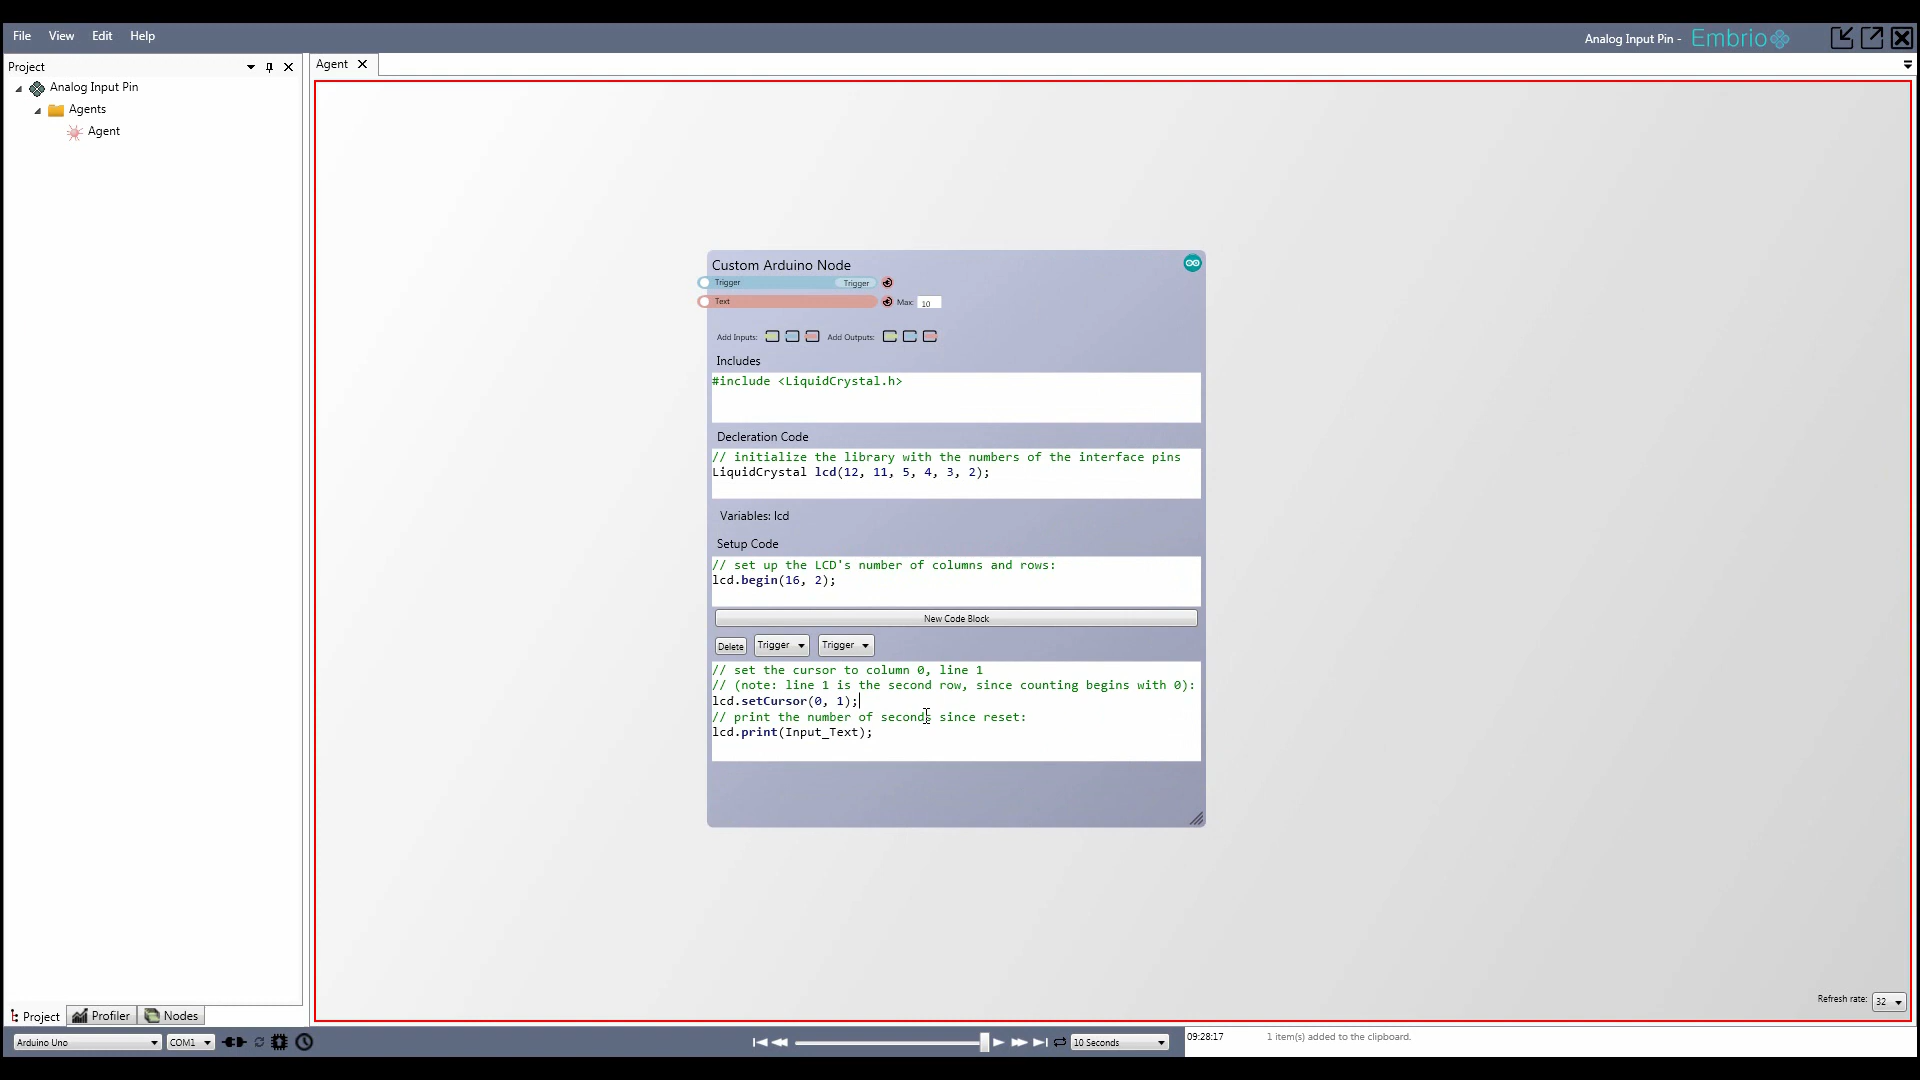 File View Edit Help
Analog Input Pin - Embrio
Project
Agent
Analog Input Pin
Agents
Agent
Custom Arduino Node
Trigger Trigger
Text Max: 10
Add Inputs: Add Outputs:
Includes
#include <LiquidCrystal.h>
Decleration Code
// initialize the library with the numbers of the interface pins
LiquidCrystal lcd(12, 11, 5, 4, 3, 2);
Variables: lcd
Setup Code
// set up the LCD's number of columns and rows:
lcd.begin(16, 2);
New Code Block
Delete Trigger Trigger
// set the cursor to column 0, line 1
// (note: line 1 is the second row, since counting begins with 0):
lcd.setCursor(0, 1);
// print the number of seconds since reset:
lcd.print(Input_Text);
Refresh rate: 32
Project Profiler Nodes
Arduino Uno COM1 10 Seconds 09:28:17 1 item(s) added to the clipboard.